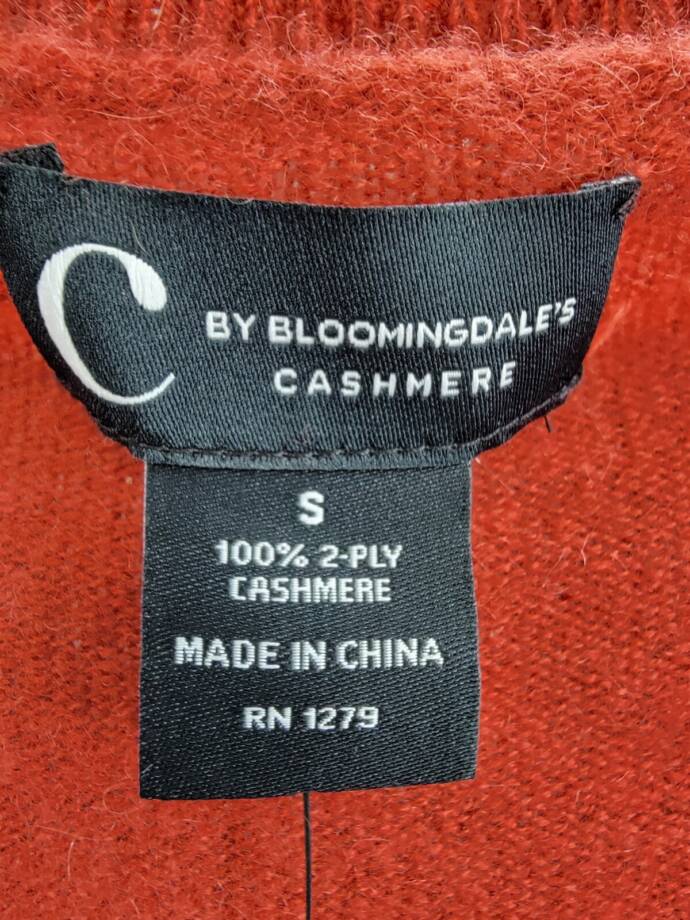 C
BY BLOOMINGDALE'S
CASHMERE
S
100% 2-PLY
CASHMERE
MADE IN CHINA
RN 1279